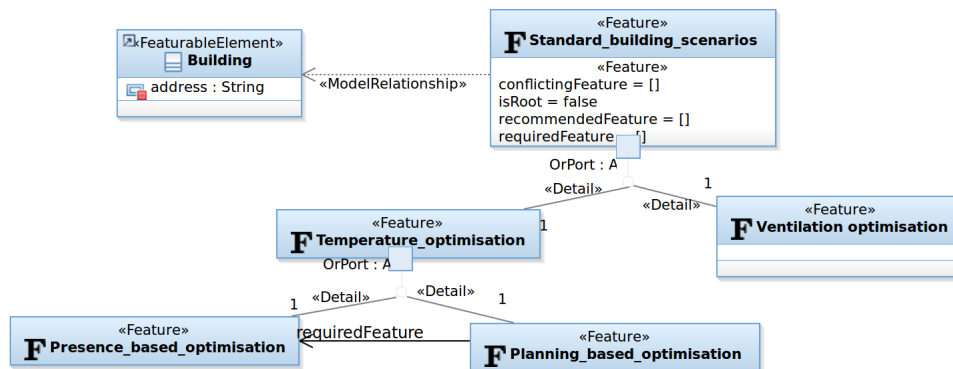 «FeaturableElement»
Building
address : String
«ModelRelationship»
«Feature»
F Standard_building_scenarios
«Feature»
conflictingFeature = []
isRoot = false
recommendedFeature = []
requiredFeature = []
OrPort : A
«Detail»
1
«Detail»
1
«Feature»
F Temperature_optimisation
«Feature»
F Ventilation optimisation
OrPort : A
«Detail»
1
«Detail»
1
requiredFeature
«Feature»
F Presence_based_optimisation
«Feature»
F Planning_based_optimisation